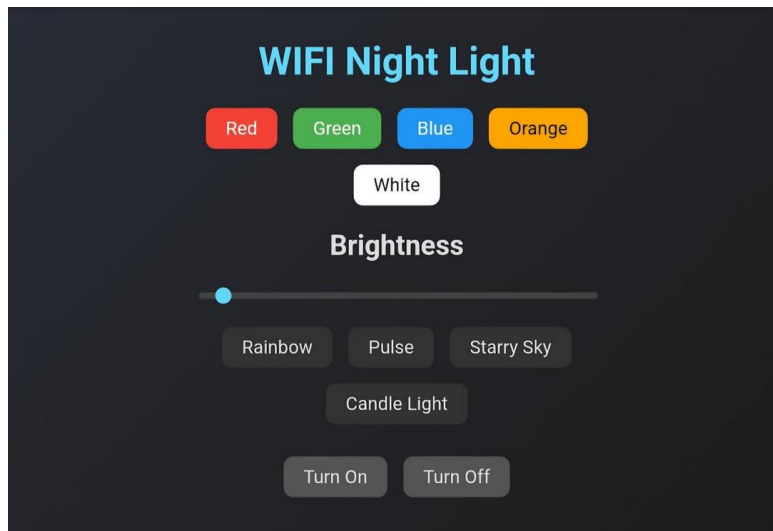 WIFI Night Light
Red Green Blue Orange
White
Brightness
Rainbow Pulse Starry Sky
Candle Light
Turn On Turn Off